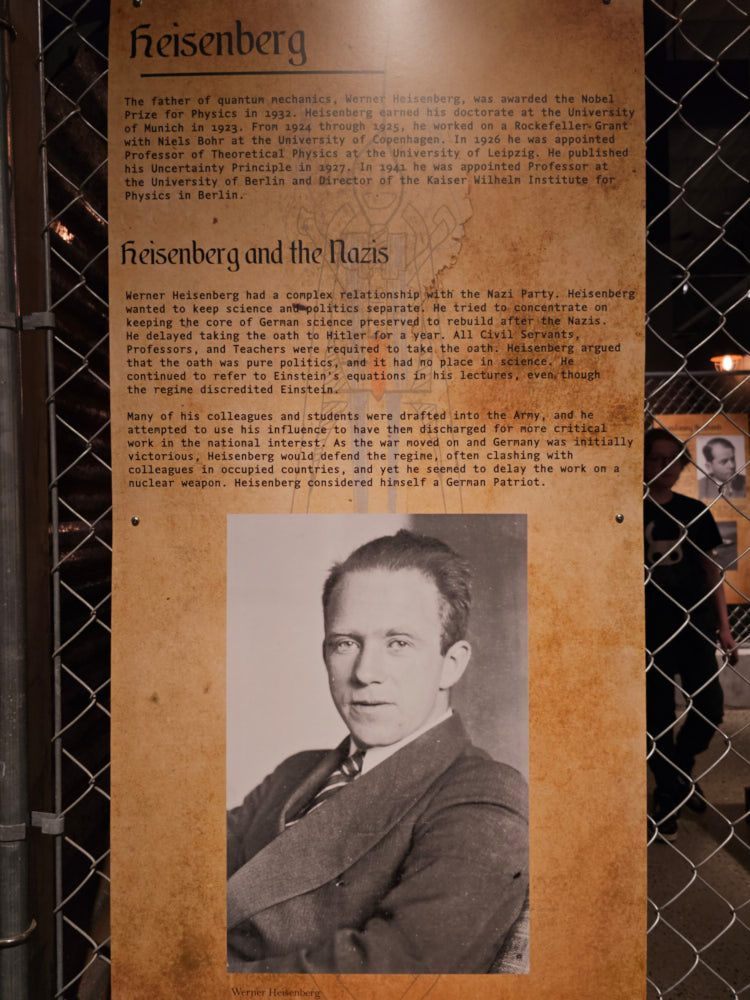 Heisenberg
The father of quantum mechanics, Werner Heisenberg, was awarded the Nobel
Prize for Physics in 1932. Heisenberg earned his doctorate at the University
of Munich in 1923. From 1924 through 1925, he worked on a Rockefeller Grant
with Niels Bohr at the University of Copenhagen. In 1926 he was appointed
Professor of Theoretical Physics at the University of Leipzig. He published
his Uncertainty Principle in 1927. In 1941 he was appointed Professor at
the University of Berlin and Director of the Kaiser Wilhelm Institute for
Physics in Berlin.
Heisenberg and the Nazis
Werner Heisenberg had a complex relationship with the Nazi Party. Heisenberg
wanted to keep science and politics separate. He tried to concentrate on
keeping the core of German science preserved to rebuild after the Nazis.
He delayed taking the oath to Hitler for a year. All Civil Servants,
Professors, and Teachers were required to take the oath. Heisenberg argued
that the oath was pure politics, and it had no place in science. He
continued to refer to Einstein's equations in his lectures, even though
the regime discredited Einstein.
Many of his colleagues and students were drafted into the Army, and he
attempted to use his influence to have them discharged for more critical
work in the national interest. As the war moved on and Germany was initially
victorious, Heisenberg would defend the regime, often clashing with
colleagues in occupied countries, and yet he seemed to delay the work on a
nuclear weapon. Heisenberg considered himself a German Patriot.
Werner Heisenberg